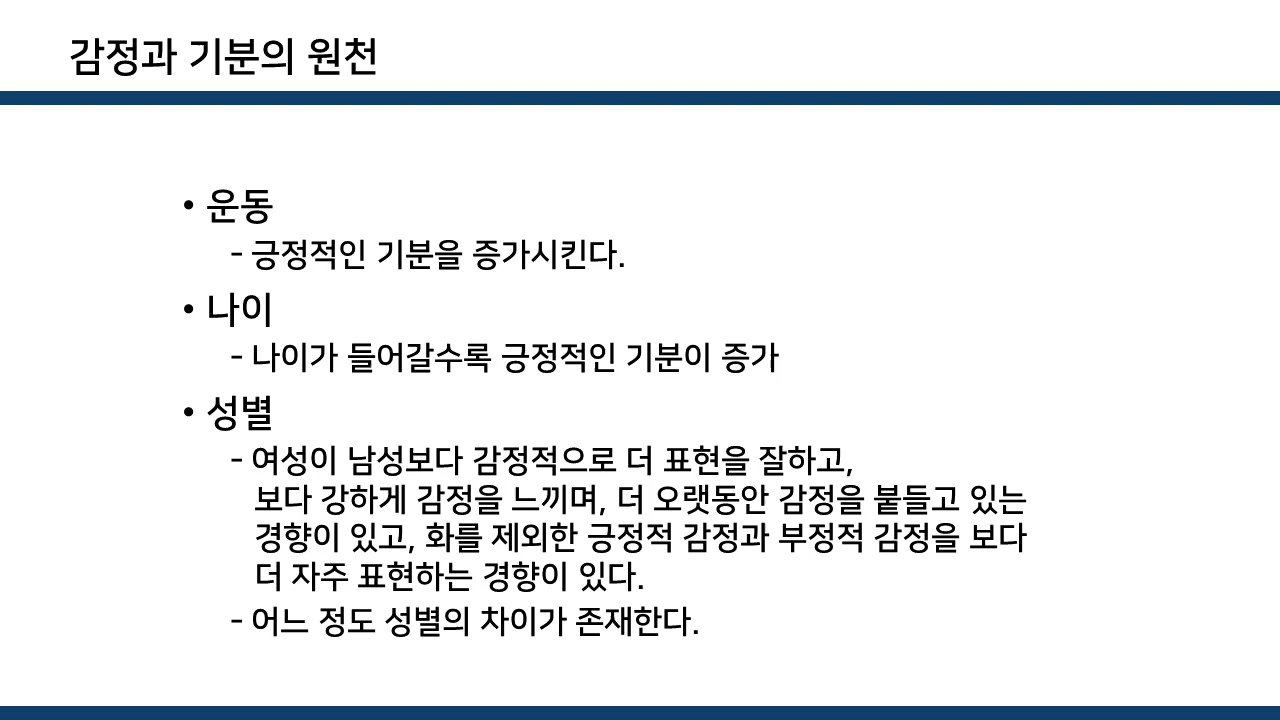 감정과 기분의 원천
• 운동
- 긍정적인 기분을 증가시킨다.
• 나이
- 나이가 들어갈수록 긍정적인 기분이 증가
• 성별
- 여성이 남성보다 감정적으로 더 표현을 잘하고,
보다 강하게 감정을 느끼며, 더 오랫동안 감정을 붙들고 있는
경향이 있고, 화를 제외한 긍정적 감정과 부정적 감정을 보다
더 자주 표현하는 경향이 있다.
- 어느 정도 성별의 차이가 존재한다.